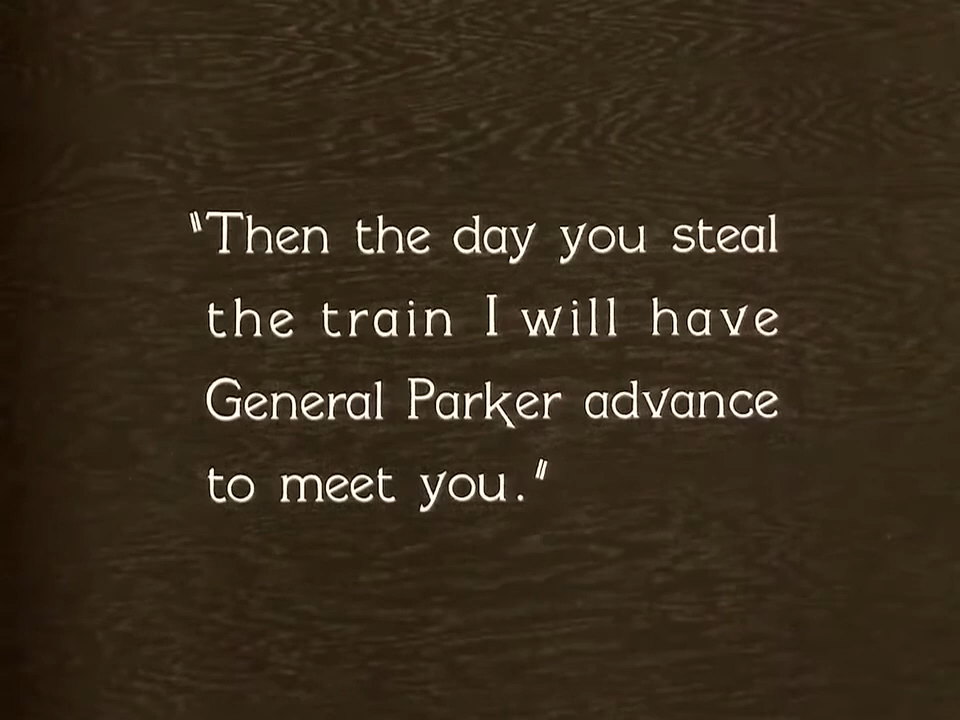 "Then the day you steal
the train I will have
General Parker advance
to meet you."